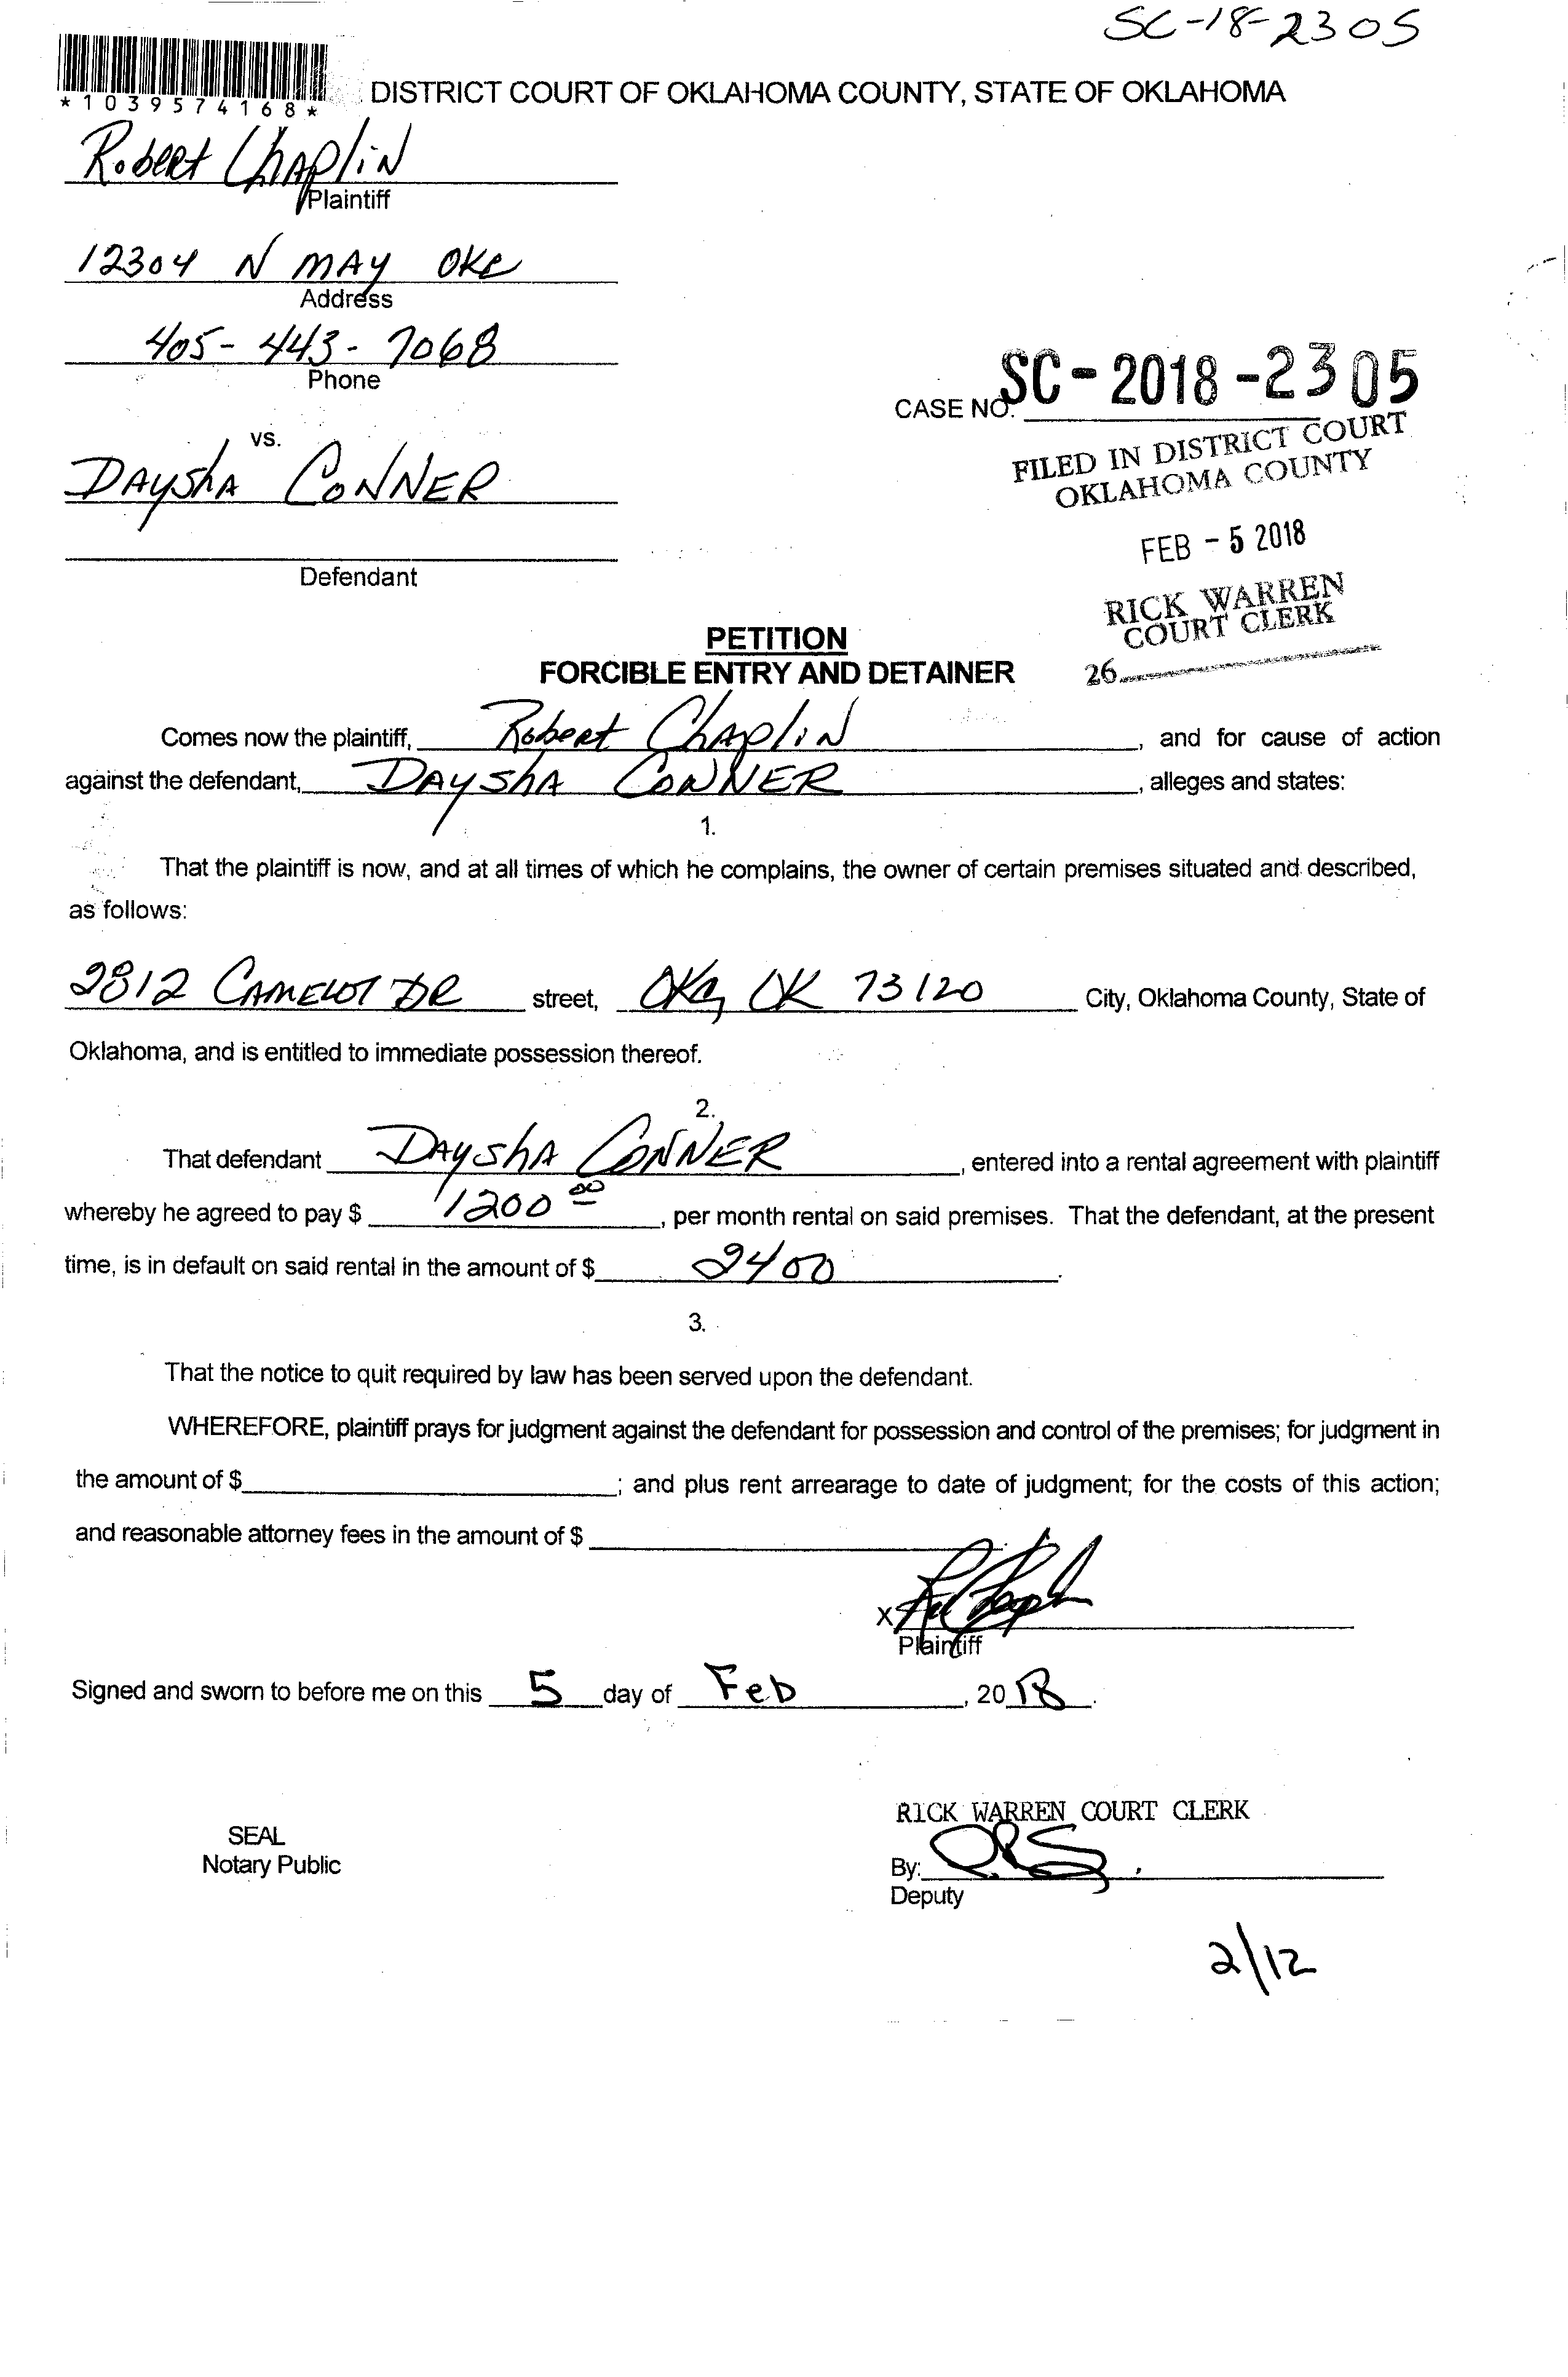 SC-18-2305
*1039574168*
DISTRICT COURT OF OKLAHOMA COUNTY, STATE OF OKLAHOMA
Robert Chaplin
Plaintiff
12304 N MAY OKC
Address
405-443-7068
Phone
CASE NO. SC-2018-2305
FILED IN DISTRICT COURT
OKLAHOMA COUNTY
FEB - 5 2018
RICK WARREN
COURT CLERK
26
vs.
DAYSHA CONNER
Defendant
PETITION
FORCIBLE ENTRY AND DETAINER
Comes now the plaintiff, Robert Chaplin, and for cause of action
against the defendant, DAYSHA CONNER, alleges and states:
1.
That the plaintiff is now, and at all times of which he complains, the owner of certain premises situated and described,
as follows:
2812 CAMELOT DR street, OKC, OK 73120 City, Oklahoma County, State of
Oklahoma, and is entitled to immediate possession thereof.
2.
That defendant DAYSHA CONNER, entered into a rental agreement with plaintiff
whereby he agreed to pay $ 1200 00, per month rental on said premises. That the defendant, at the present
time, is in default on said rental in the amount of $ 2400.
3.
That the notice to quit required by law has been served upon the defendant.
WHEREFORE, plaintiff prays for judgment against the defendant for possession and control of the premises; for judgment in
the amount of $ ; and plus rent arrearage to date of judgment; for the costs of this action;
and reasonable attorney fees in the amount of $ .
X
Plaintiff
Signed and sworn to before me on this 5 day of Feb, 2018.
RICK WARREN COURT CLERK
SEAL
Notary Public
By:
Deputy
2/12